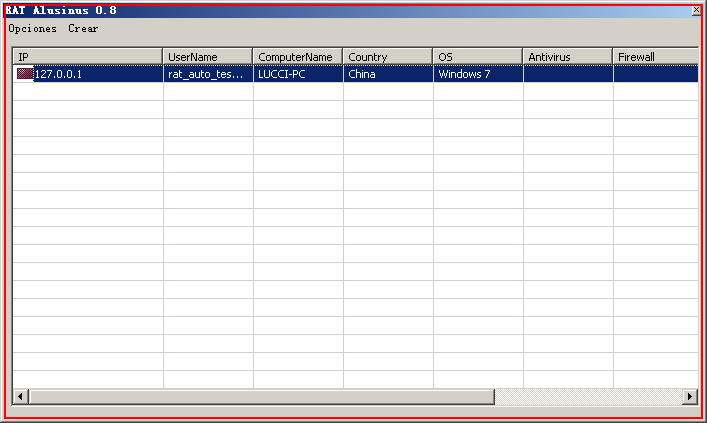 RAT Alusinus 0.8
Opciones Crear
IP UserName ComputerName Country OS Antivirus Firewall
127.0.0.1 rat_auto_tes... LUCCI-PC China Windows 7